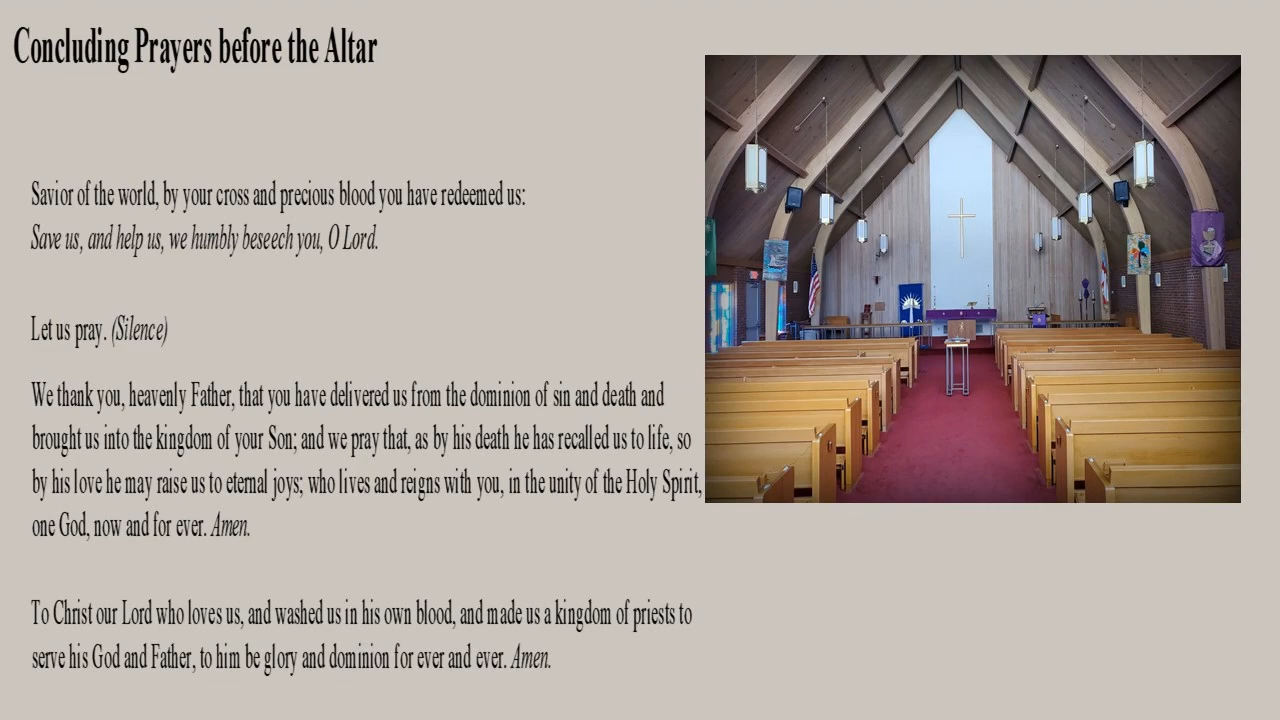 Concluding Prayers before the Altar
Savior of the world, by your cross and precious blood you have redeemed us:
Save us, and help us, we humbly beseech you, O Lord.
Let us pray. (Silence)
We thank you, heavenly Father, that you have delivered us from the dominion of sin and death and
brought us into the kingdom of your Son; and we pray that, as by his death he has recalled us to life, so
by his love he may raise us to eternal joys; who lives and reigns with you, in the unity of the Holy Spirit,
one God, now and for ever. Amen.
To Christ our Lord who loves us, and washed us in his own blood, and made us a kingdom of priests to
serve his God and Father, to him be glory and dominion for ever and ever. Amen.